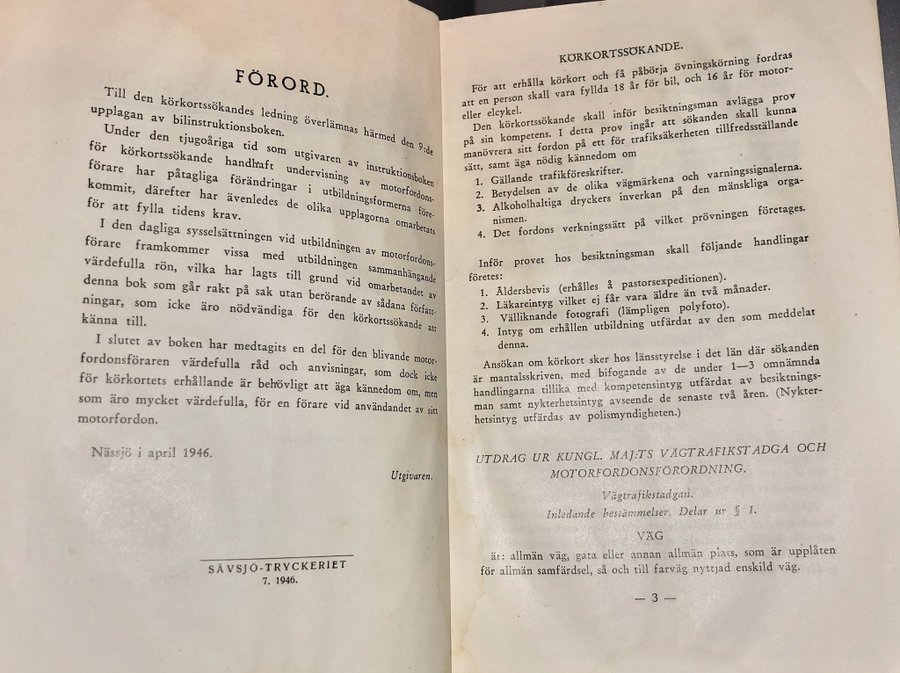 FÖRORD.
Till den körkortssökandes ledning överlämnas härmed den 9:de
upplagan av bilinstruktionsboken.
Under den tjugoåriga tid som utgivaren av instruktionsboken
för körkortssökande handhaft undervisning av motorfordons-
förare har påtagliga förändringar i utbildningsformerna före-
kommit, därefter har ävenledes de olika upplagorna omarbetats
för att fylla tidens krav.
I den dagliga sysselsättningen vid utbildningen av motorfordons-
förare framkommer vissa med utbildningen sammanhängande
värdefulla rön, vilka har lagts till grund vid omarbetandet av
denna bok som går rakt på sak utan berörande av sådana författ-
ningar, som icke äro nödvändiga för den körkortssökande att
känna till.
I slutet av boken har medtagits en del för den blivande motor-
fordonsföraren värdefulla råd och anvisningar, som dock icke
för körkortets erhållande är behövligt att äga kännedom om, men
som äro mycket värdefulla, för en förare vid användandet av sitt
motorfordon.
Nässjö i april 1946.
Utgivaren.
SÄVSJÖ-TRYCKERIET
7. 1946.
KÖRKORTSSÖKANDE.
För att erhålla körkort och få påbörja övningskörning fordras
att en person skall vara fyllda 18 år för bil, och 16 år för motor-
eller elcykel.
Den körkortssökande skall inför besiktningsman avlägga prov
på sin kompetens. I detta prov ingår att sökanden skall kunna
manövrera sitt fordon på ett för trafiksäkerheten tillfredsställande
sätt, samt äga nödig kännedom om
1. Gällande trafikföreskrifter.
2. Betydelsen av de olika vägmärkena och varningssignalerna.
3. Alkoholhaltiga dryckers inverkan på den mänskliga orga-
nismen.
4. Det fordons verkningssätt på vilket prövningen företages.
Inför provet hos besiktningsman skall följande handlingar
företes:
1. Åldersbevis (erhålles å pastorsexpeditionen).
2. Läkareintyg vilket ej får vara äldre än två månader.
3. Välliknande fotografi (lämpligen polyfoto).
4. Intyg om erhållen utbildning utfärdat av den som meddelat
denna.
Ansökan om körkort sker hos länsstyrelse i det län där sökanden
är mantalsskriven, med bifogande av de under 1—3 omnämnda
handlingarna tillika med kompetensintyg utfärdat av besiktnings-
man samt nykterhetsintyg avseende de senaste två åren. (Nykter-
hetsintyg utfärdas av polismyndigheten.)
UTDRAG UR KUNGL. MAJ:TS VÄGTRAFIKSTADGA OCH
MOTORFORDONSFÖRORDNING.
Vägtrafikstadgan.
Inledande bestämmelser. Delar ur § 1.
VÄG
är: allmän väg, gata eller annan allmän plats, som är upplåten
för allmän samfärdsel, så och till farväg nyttjad enskild väg.
— 3 —